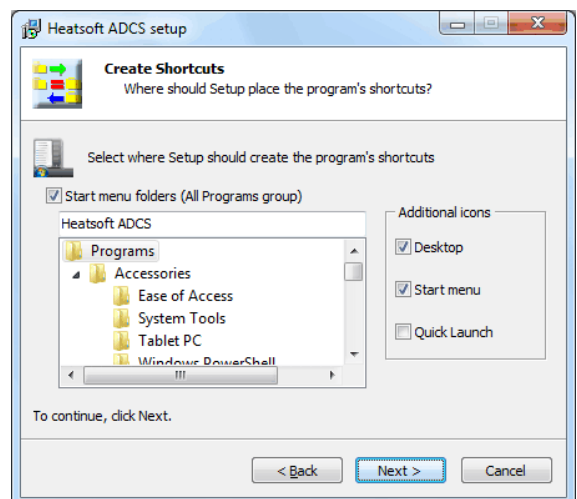 Heatsoft ADCS setup
Create Shortcuts
Where should Setup place the program's shortcuts?
Select where Setup should create the program's shortcuts
Start menu folders (All Programs group)
Heatsoft ADCS
Programs
Accessories
Ease of Access
System Tools
Tablet PC
Windows PowerShell
Additional icons
Desktop
Start menu
Quick Launch
To continue, click Next.
< Back
Next >
Cancel